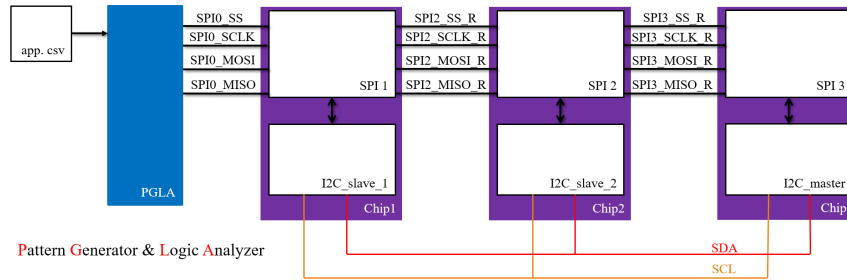 app. csv
PGLA
SPI0_SS
SPI0_SCLK
SPI0_MOSI
SPI0_MISO
SPI 1
I2C_slave_1
Chip1
SPI2_SS_R
SPI2_SCLK_R
SPI2_MOSI_R
SPI2_MISO_R
SPI 2
I2C_slave_2
Chip2
SPI3_SS_R
SPI3_SCLK_R
SPI3_MOSI_R
SPI3_MISO_R
SPI 3
I2C_master
Chip
SDA
SCL
Pattern Generator & Logic Analyzer